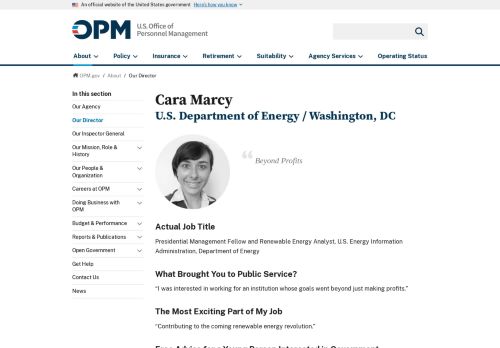 An official website of the United States government Here's how you know
OPM U.S. Office of
Personnel Management
About Policy Insurance Retirement Suitability Agency Services Operating Status
OPM.gov / About / Our Director
In this section
Our Agency
Our Director
Our Inspector General
Our Mission, Role &
History
Our People &
Organization
Careers at OPM
Doing Business with
OPM
Budget & Performance
Reports & Publications
Open Government
Get Help
Contact Us
News
Cara Marcy
U.S. Department of Energy / Washington, DC
“ Beyond Profits
Actual Job Title
Presidential Management Fellow and Renewable Energy Analyst, U.S. Energy Information
Administration, Department of Energy
What Brought You to Public Service?
“I was interested in working for an institution whose goals went beyond just making profits.”
The Most Exciting Part of My Job
“Contributing to the coming renewable energy revolution.”